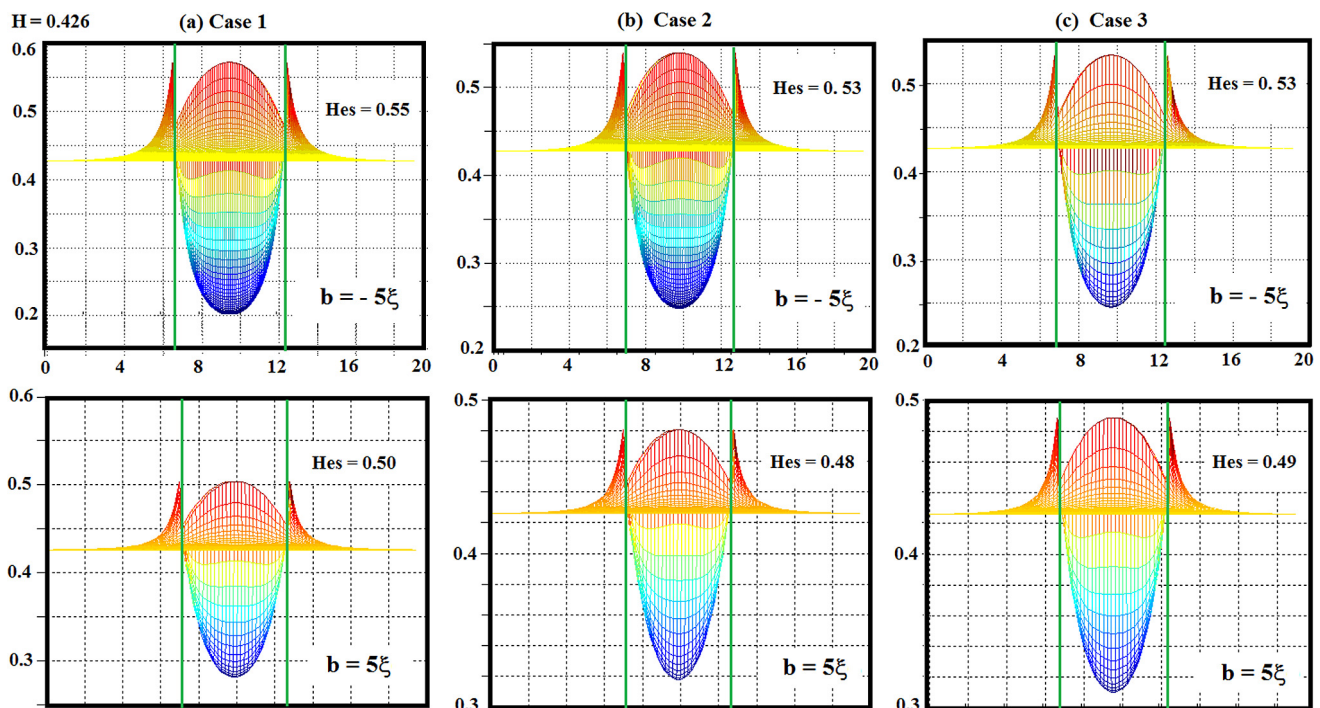 H = 0.426
(a) Case 1
(b) Case 2
(c) Case 3
0.6
0.5
0.4
0.3
0.2
Hes = 0.55
b = - 5ξ
0 4 8 12 16 20
0.5
0.4
0.3
0.2
Hes = 0. 53
b = - 5ξ
0 4 8 12 16 20
0.5
0.4
0.3
0.2
Hes = 0. 53
b = - 5ξ
0 4 8 12 16 20
0.6
0.5
0.4
0.3
Hes = 0.50
b = 5ξ
0.5
0.4
0.3
Hes = 0.48
b = 5ξ
0.5
0.4
0.3
Hes = 0.49
b = 5ξ